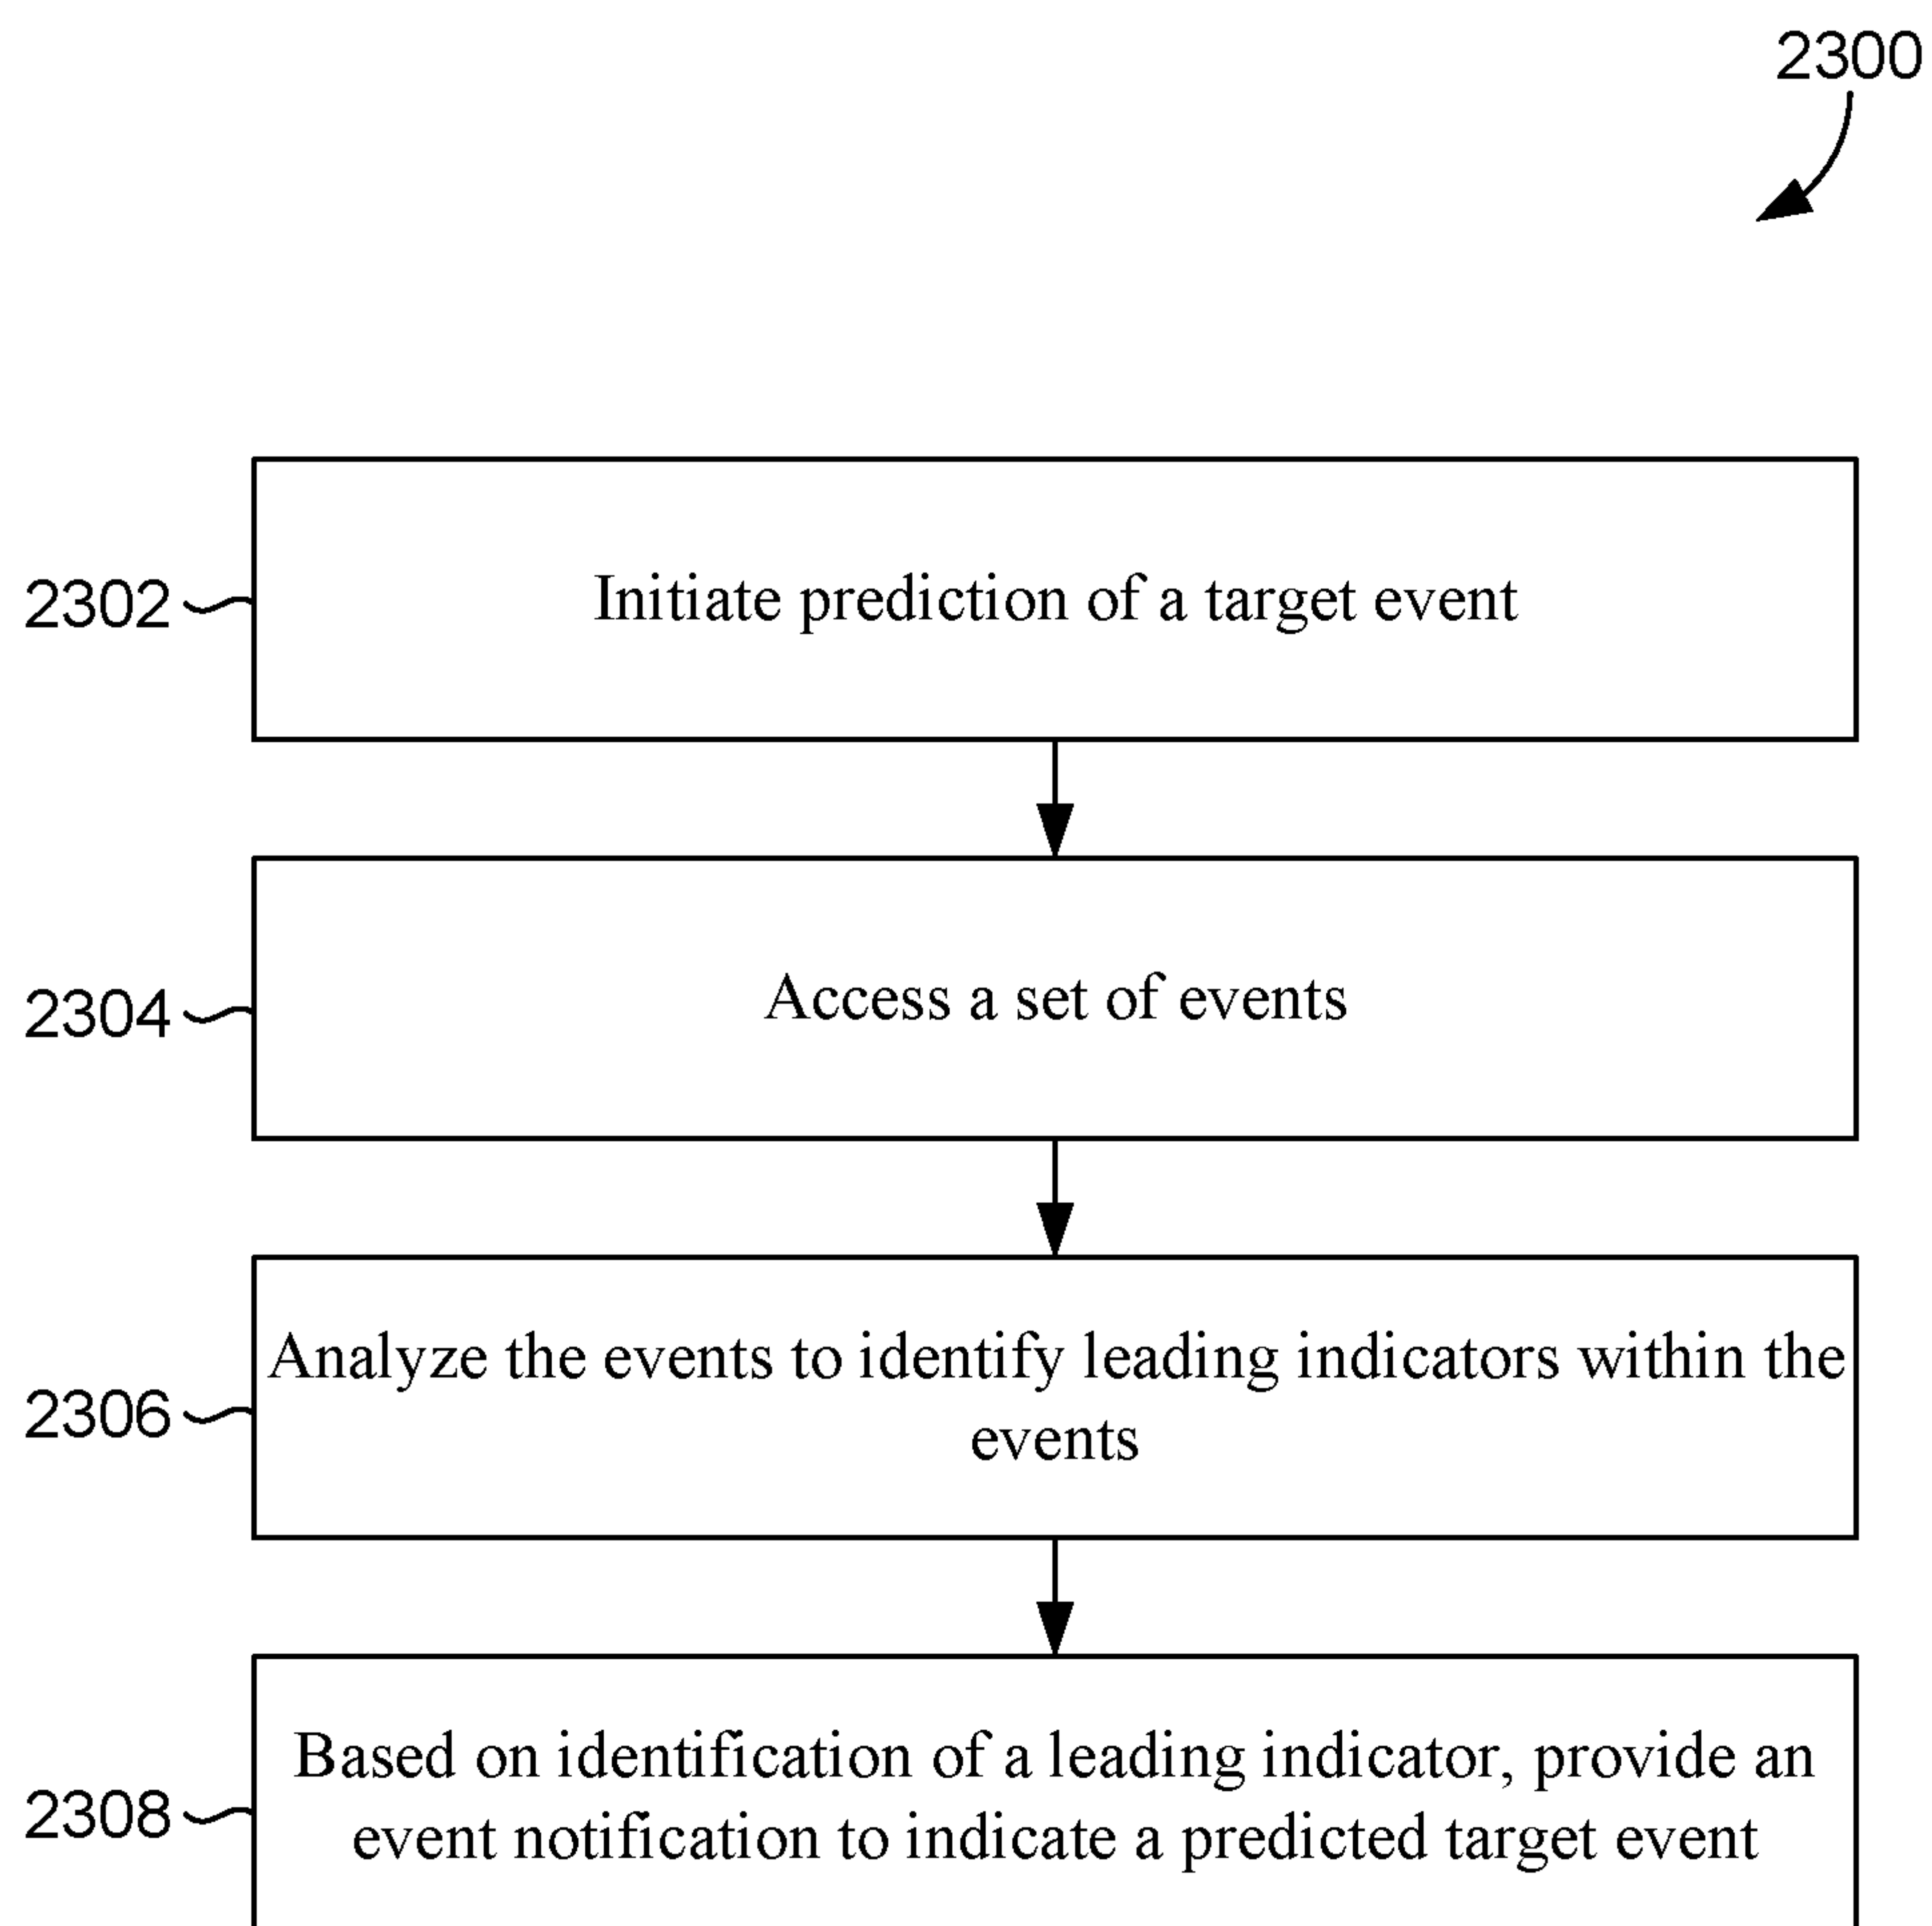 2300
2302
Initiate prediction of a target event
2304
Access a set of events
2306
Analyze the events to identify leading indicators within the
events
2308
Based on identification of a leading indicator, provide an
event notification to indicate a predicted target event